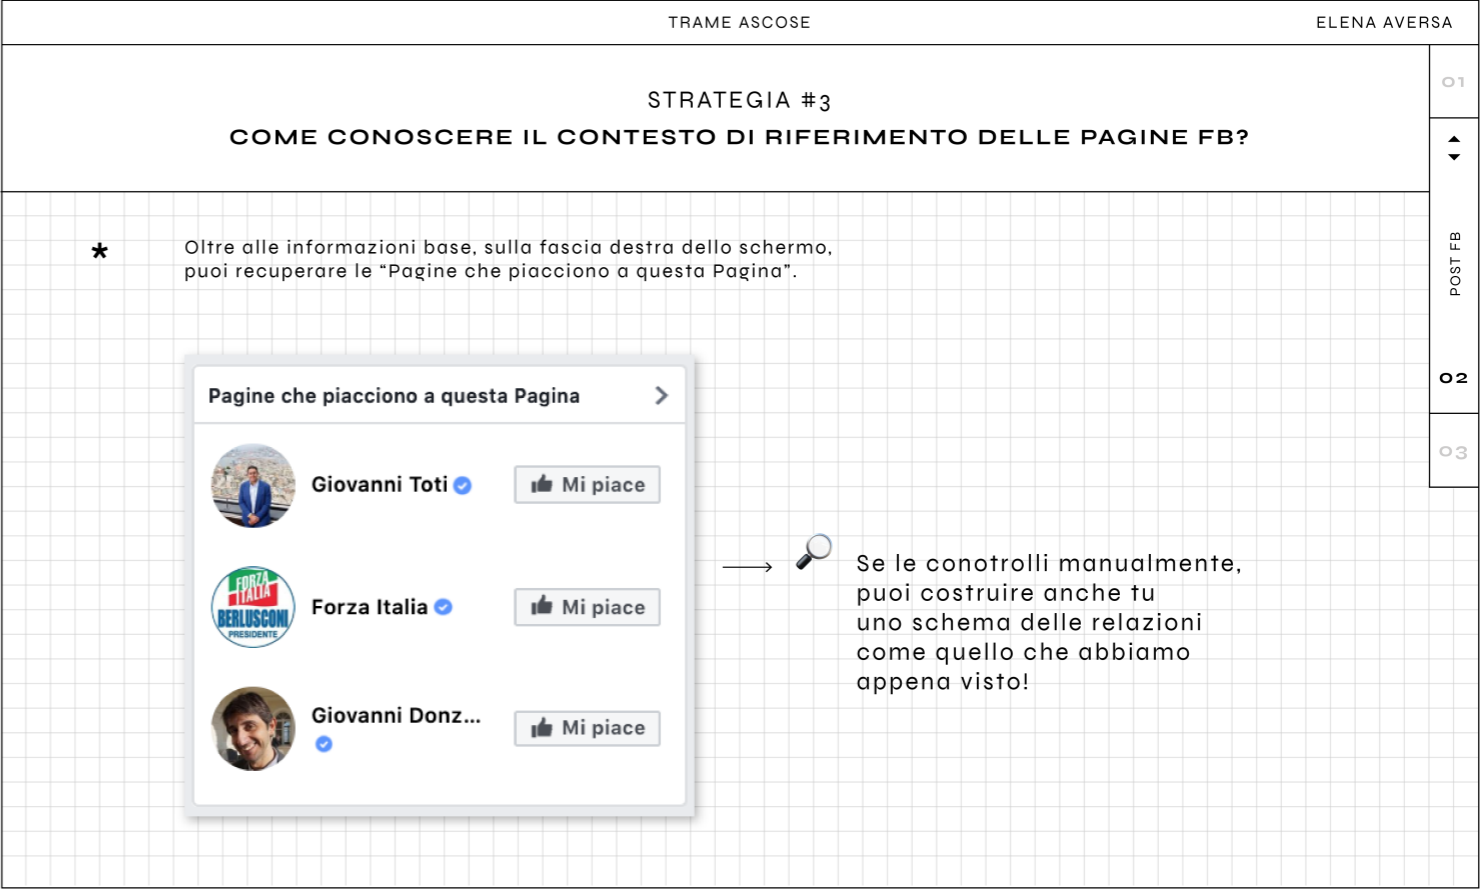 TRAME ASCOSE
ELENA AVERSA
STRATEGIA #3
COME CONOSCERE IL CONTESTO DI RIFERIMENTO DELLE PAGINE FB?
01
POST FB
02
03
* Oltre alle informazioni base, sulla fascia destra dello schermo,
puoi recuperare le “Pagine che piacciono a questa Pagina”.
Pagine che piacciono a questa Pagina
Giovanni Toti
Mi piace
FORZA
ITALIA
BERLUSCONI
PRESIDENTE
Forza Italia
Mi piace
Giovanni Donz...
Mi piace
Se le conotrolli manualmente,
puoi costruire anche tu
uno schema delle relazioni
come quello che abbiamo
appena visto!